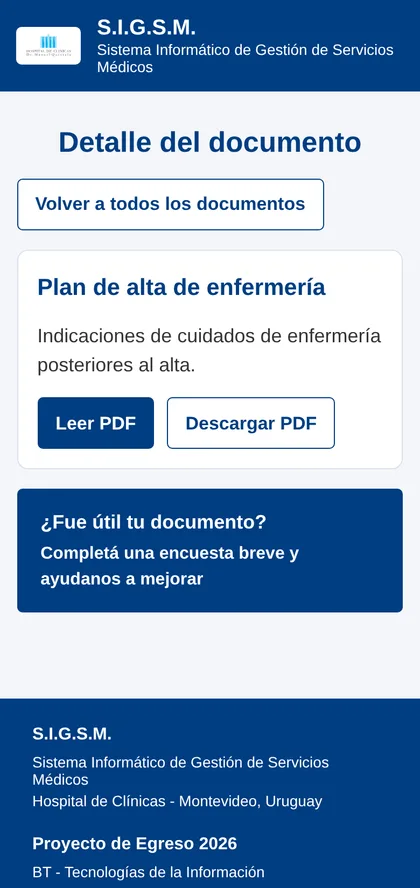 HOSPITAL DE CLÍNICAS
S.I.G.S.M.
Sistema Informático de Gestión de Servicios
Médicos
Detalle del documento
Volver a todos los documentos
Plan de alta de enfermería
Indicaciones de cuidados de enfermería
posteriores al alta.
Leer PDF
Descargar PDF
¿Fue útil tu documento?
Completá una encuesta breve y
ayudanos a mejorar
S.I.G.S.M.
Sistema Informático de Gestión de Servicios
Médicos
Hospital de Clínicas - Montevideo, Uruguay
Proyecto de Egreso 2026
BT - Tecnologías de la Información